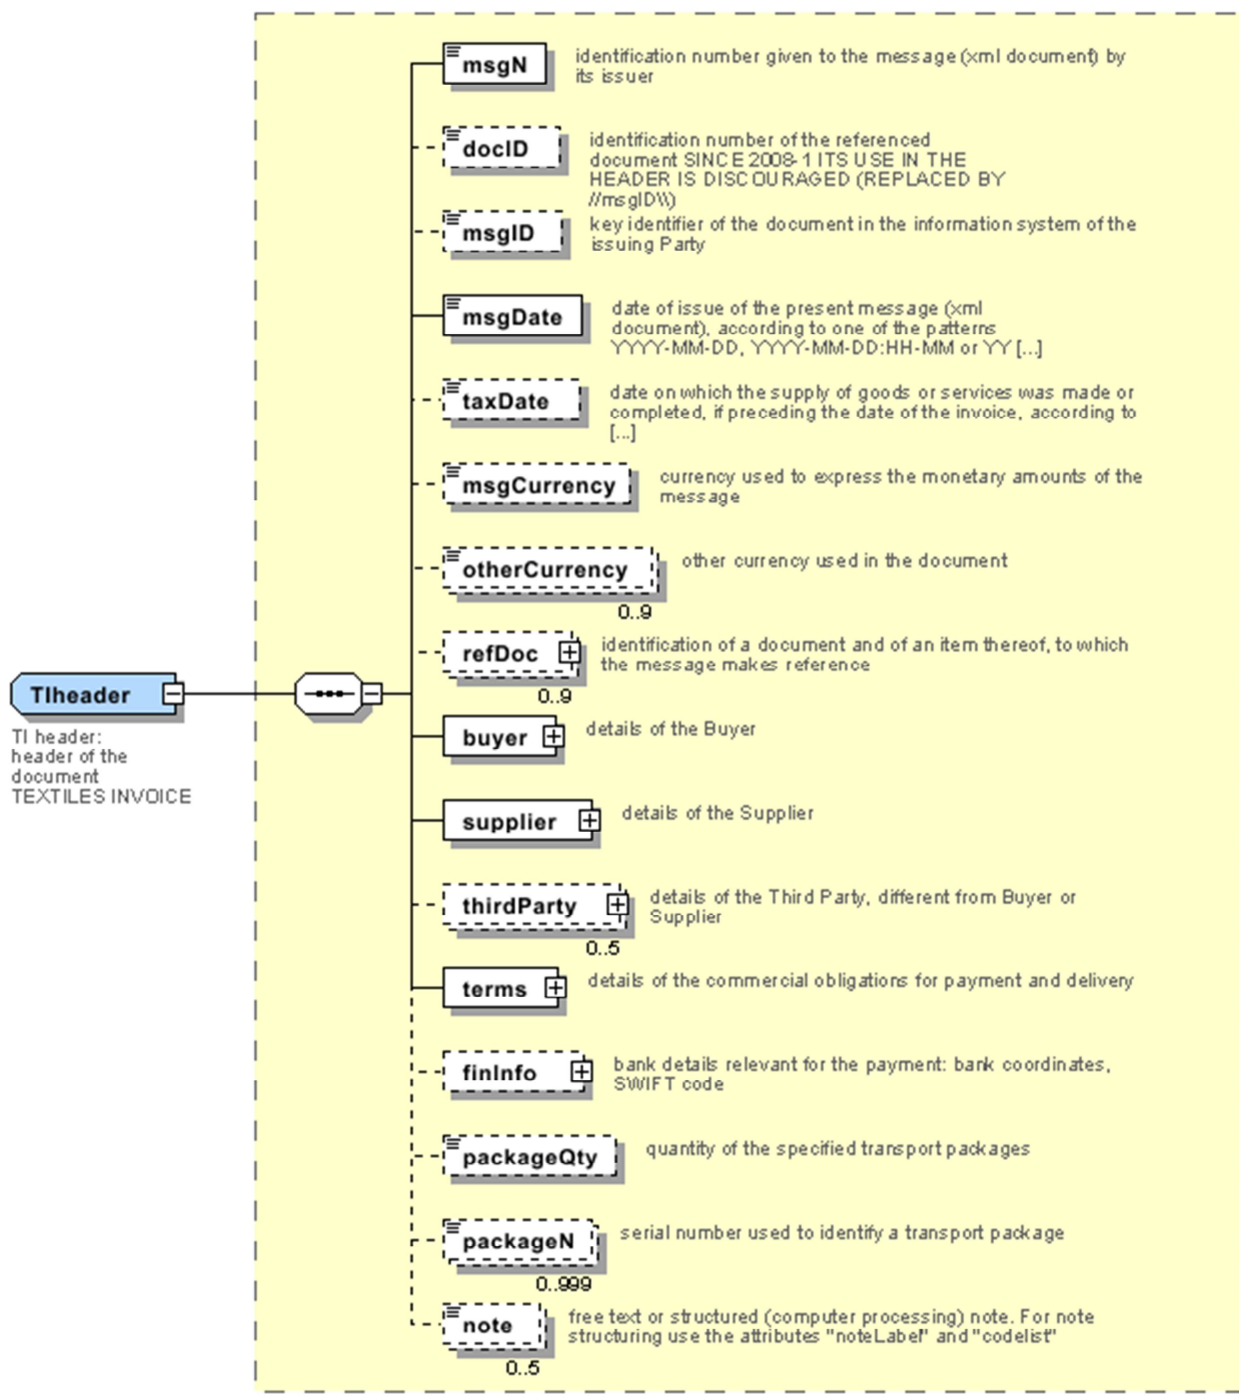 msgN
identification number given to the message (xml document) by
its issuer
docID
identification number of the referenced
document SINCE 2008-1 ITS USE IN THE
HEADER IS DISCOURAGED (REPLACED BY
//msgID\\)
msgID
key identifier of the document in the information system of the
issuing Party
msgDate
date of issue of the present message (xml
document), according to one of the patterns
YYYY-MM-DD, YYYY-MM-DD:HH-MM or YY [...]
taxDate
date on which the supply of goods or services was made or
completed, if preceding the date of the invoice, according to
[...]
msgCurrency
currency used to express the monetary amounts of the
message
otherCurrency
other currency used in the document
0..9
refDoc
identification of a document and of an item thereof, to which
the message makes reference
0..9
TIheader
TI header:
header of the
document
TEXTILES INVOICE
buyer
details of the Buyer
supplier
details of the Supplier
thirdParty
details of the Third Party, different from Buyer or
Supplier
0..5
terms
details of the commercial obligations for payment and delivery
finInfo
bank details relevant for the payment: bank coordinates,
SWIFT code
packageQty
quantity of the specified transport packages
packageN
serial number used to identify a transport package
0..999
note
free text or structured (computer processing) note. For note
structuring use the attributes "noteLabel" and "codelist"
0..5